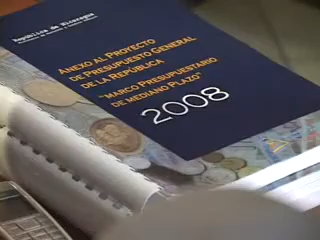 República de Nicaragua
ANEXO AL PROYECTO
DE PRESUPUESTO GENERAL
DE LA REPÚBLICA
"MARCO PRESUPUESTARIO
DE MEDIANO PLAZO"
2008